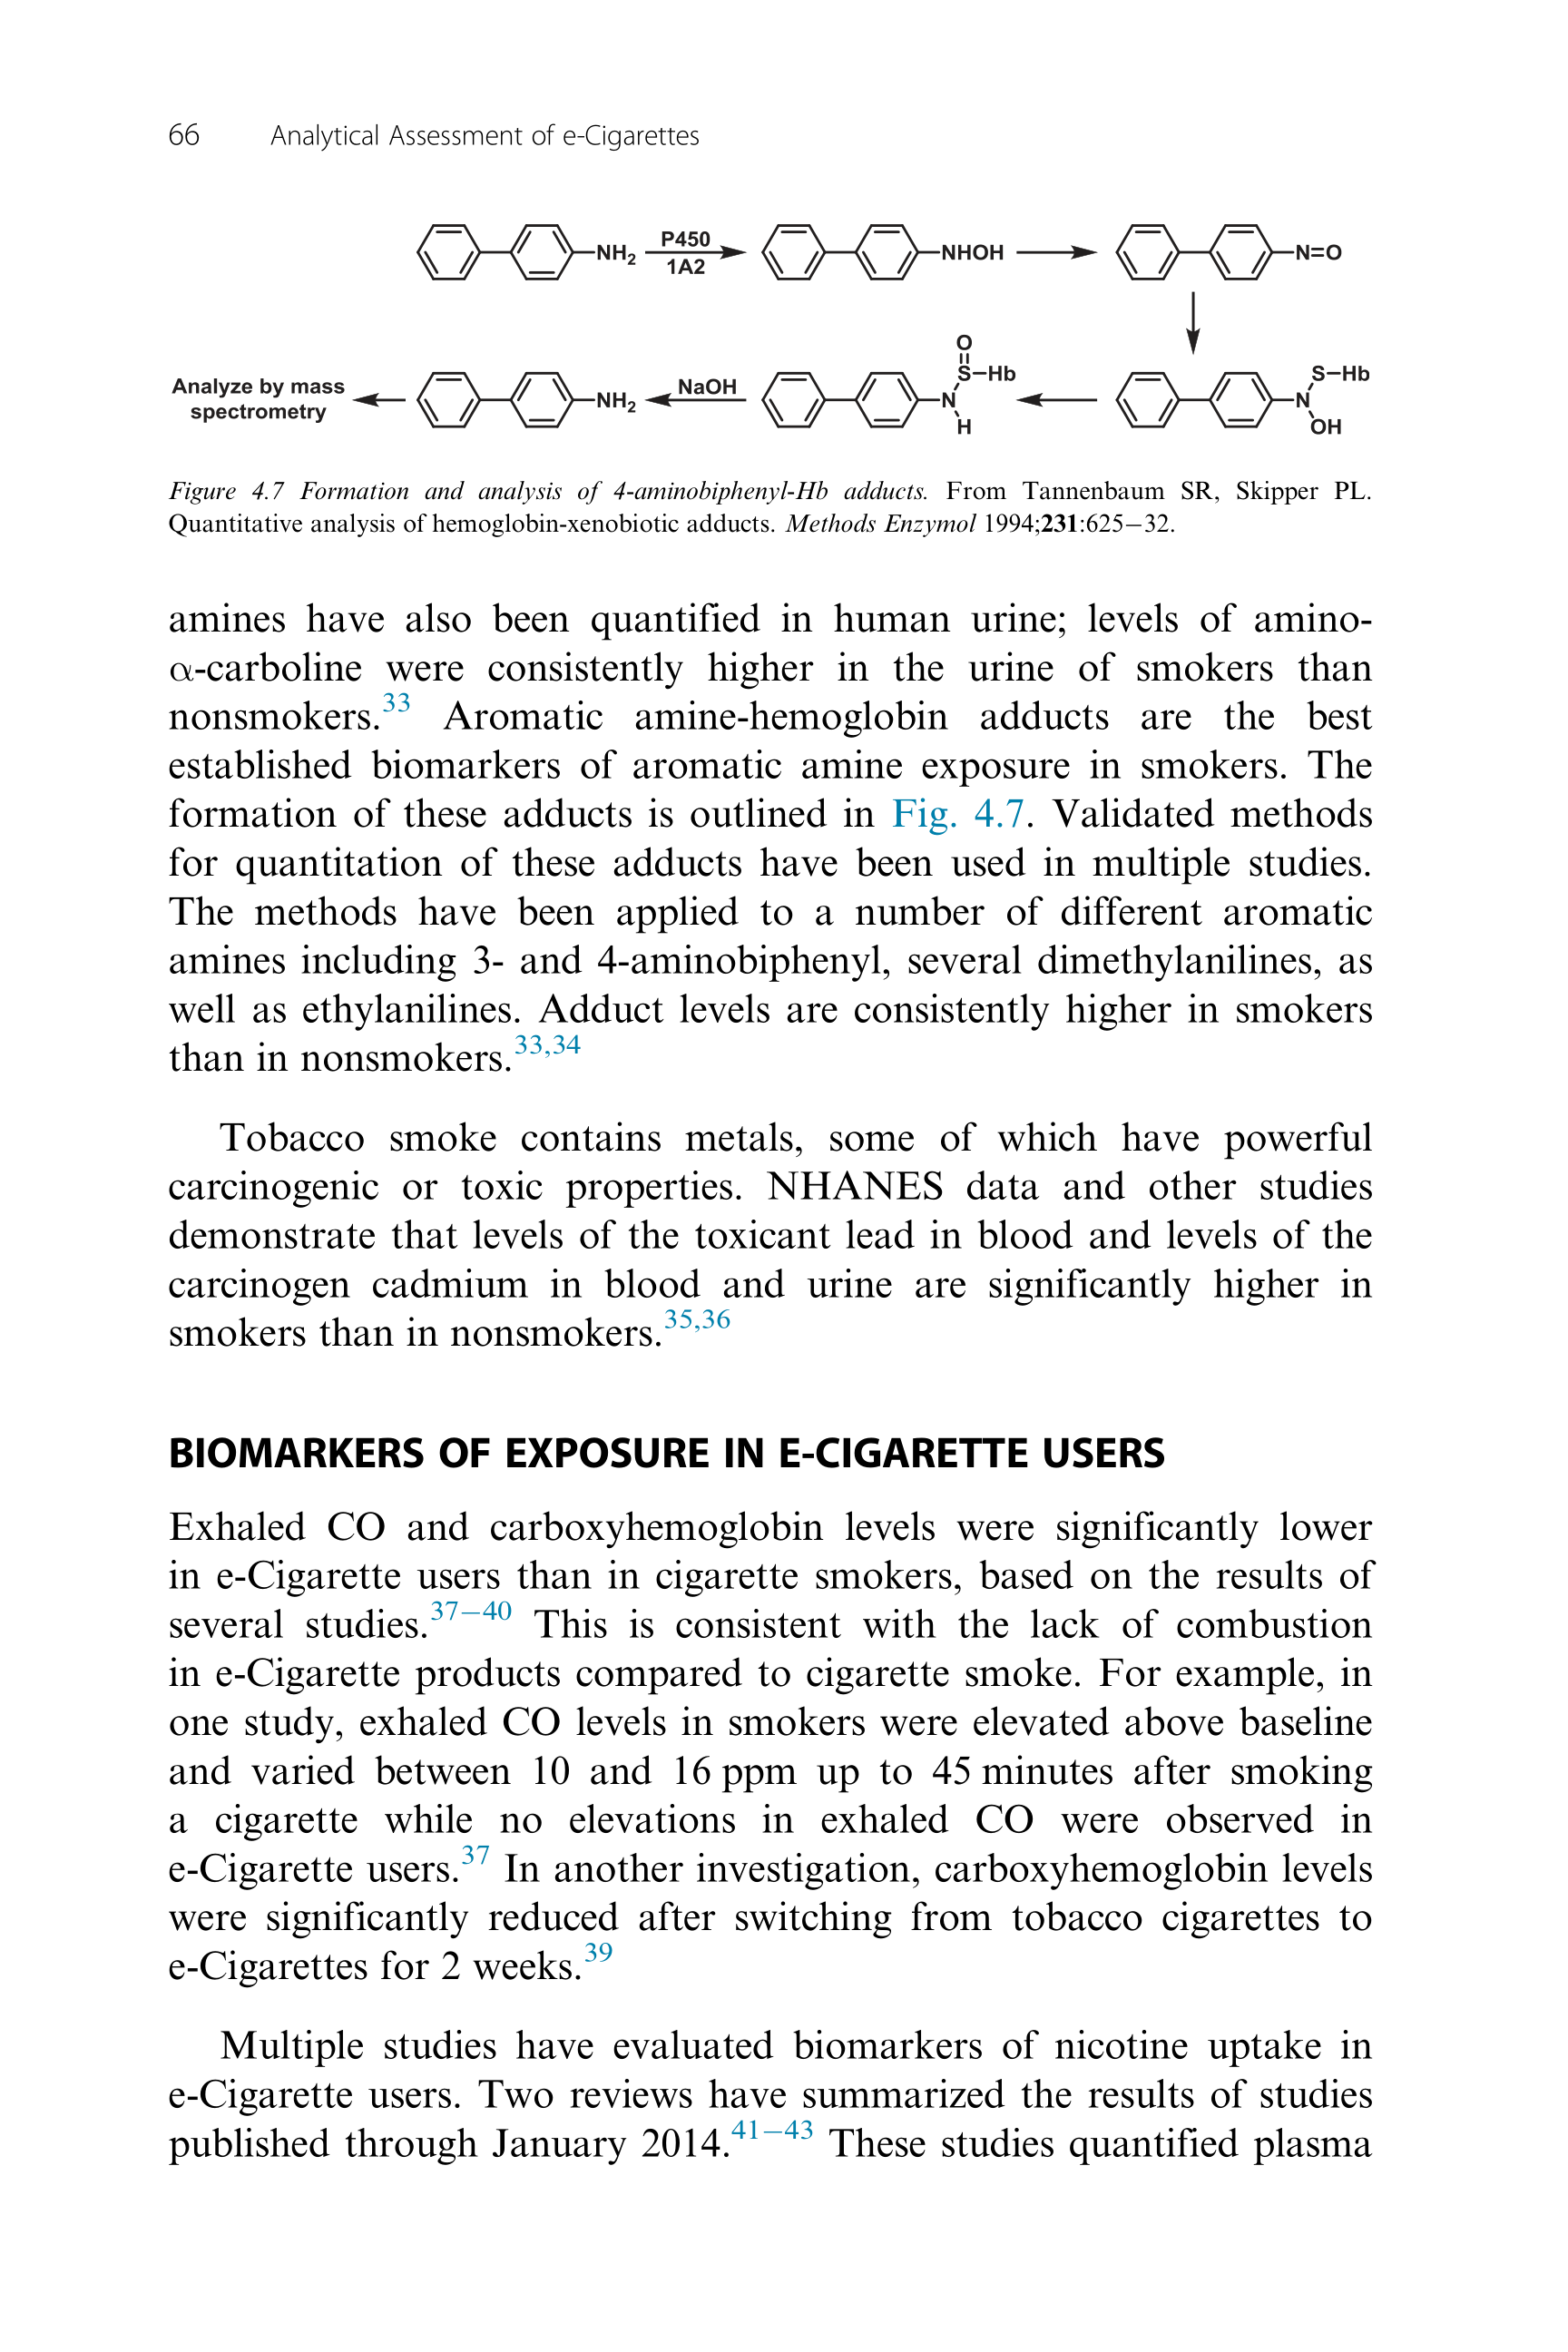 66 Analytical Assessment of e-Cigarettes
NH2 P450 NHOH N=O
1A2
O
Analyze by mass NH2 NaOH S–Hb S–Hb
spectrometry N N
H OH
Figure 4.7 Formation and analysis of 4-aminobiphenyl-Hb adducts. From Tannenbaum SR, Skipper PL.
Quantitative analysis of hemoglobin-xenobiotic adducts. Methods Enzymol 1994;231:625–32.
amines have also been quantified in human urine; levels of amino-
α-carboline were consistently higher in the urine of smokers than
nonsmokers.33 Aromatic amine-hemoglobin adducts are the best
established biomarkers of aromatic amine exposure in smokers. The
formation of these adducts is outlined in Fig. 4.7. Validated methods
for quantitation of these adducts have been used in multiple studies.
The methods have been applied to a number of different aromatic
amines including 3- and 4-aminobiphenyl, several dimethylanilines, as
well as ethylanilines. Adduct levels are consistently higher in smokers
than in nonsmokers.33,34
Tobacco smoke contains metals, some of which have powerful
carcinogenic or toxic properties. NHANES data and other studies
demonstrate that levels of the toxicant lead in blood and levels of the
carcinogen cadmium in blood and urine are significantly higher in
smokers than in nonsmokers.35,36
BIOMARKERS OF EXPOSURE IN E-CIGARETTE USERS
Exhaled CO and carboxyhemoglobin levels were significantly lower
in e-Cigarette users than in cigarette smokers, based on the results of
several studies.37–40 This is consistent with the lack of combustion
in e-Cigarette products compared to cigarette smoke. For example, in
one study, exhaled CO levels in smokers were elevated above baseline
and varied between 10 and 16 ppm up to 45 minutes after smoking
a cigarette while no elevations in exhaled CO were observed in
e-Cigarette users.37 In another investigation, carboxyhemoglobin levels
were significantly reduced after switching from tobacco cigarettes to
e-Cigarettes for 2 weeks.39
Multiple studies have evaluated biomarkers of nicotine uptake in
e-Cigarette users. Two reviews have summarized the results of studies
published through January 2014.41–43 These studies quantified plasma